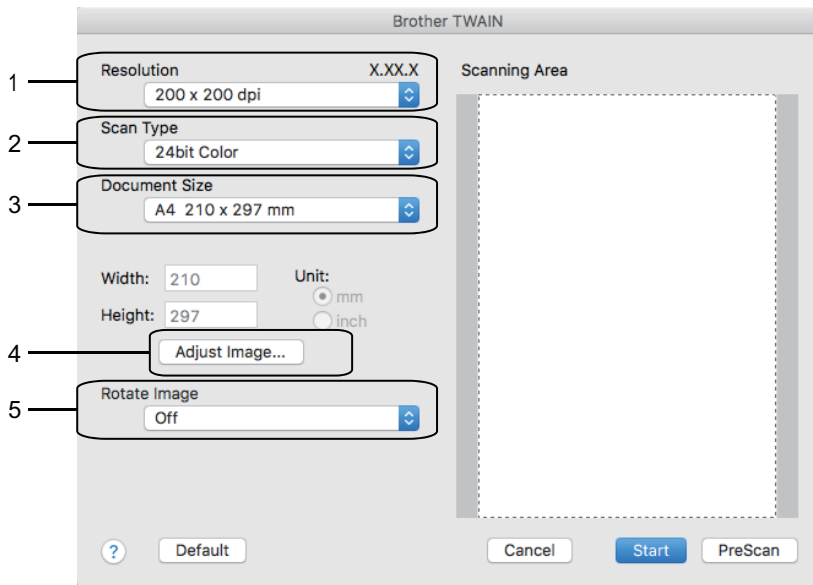 Brother TWAIN
1
Resolution X.XX.X
200 x 200 dpi
2
Scan Type
24bit Color
3
Document Size
A4 210 x 297 mm
Width: 210
Unit:
mm
Height: 297
inch
4
Adjust Image...
5
Rotate Image
Off
Scanning Area
? Default Cancel Start PreScan